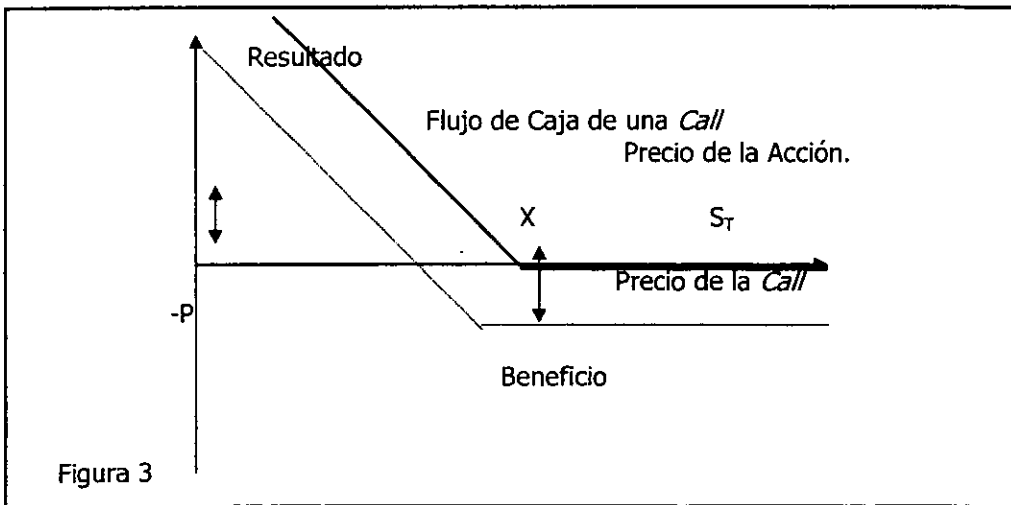 Resultado
Flujo de Caja de una Call
Precio de la Acción.
X
S_T
Precio de la Call
-P
Beneficio
Figura 3